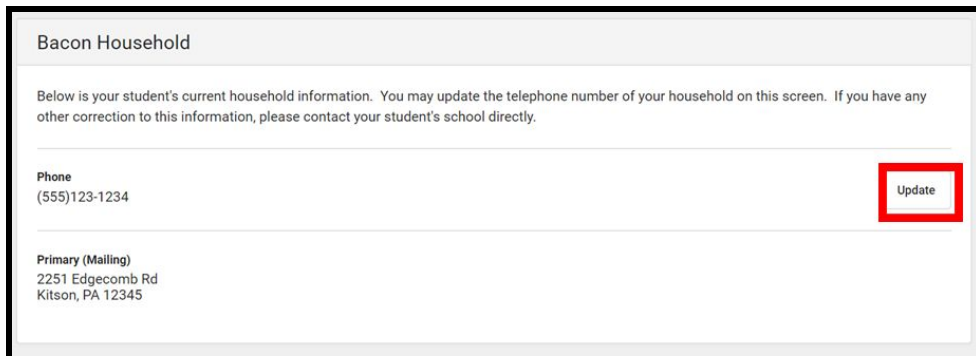 Bacon Household
Below is your student's current household information.  You may update the telephone number of your household on this screen.  If you have any
other correction to this information, please contact your student's school directly.
Phone
(555)123-1234
Update
Primary (Mailing)
2251 Edgecomb Rd
Kitson, PA 12345